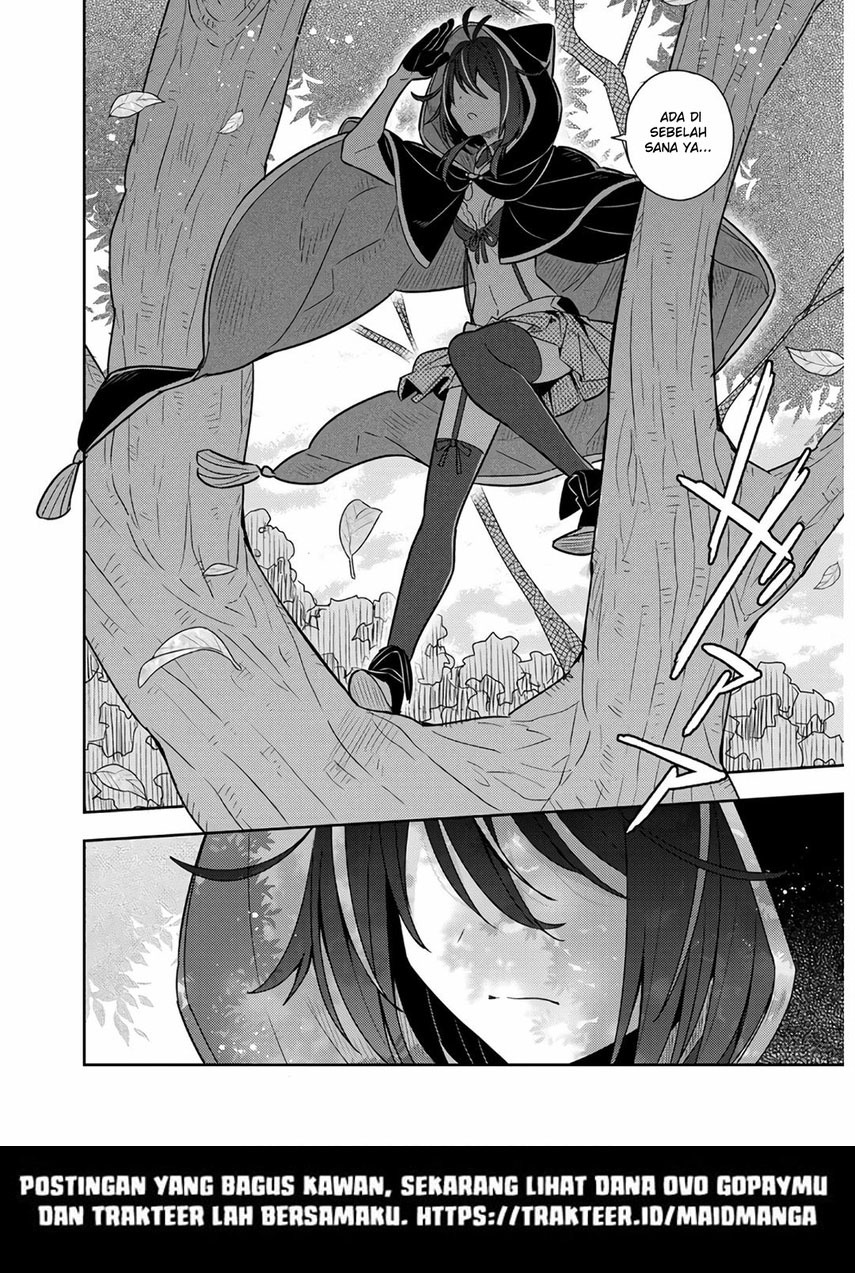 ADA DI
SEBELAH
SANA YA...
POSTINGAN YANG BAGUS KAWAN, SEKARANG LIHAT DANA OVO GOPAYMU
DAN TRAKTEER LAH BERSAMAKU. HTTPS://TRAKTEER.ID/MAIDMANGA